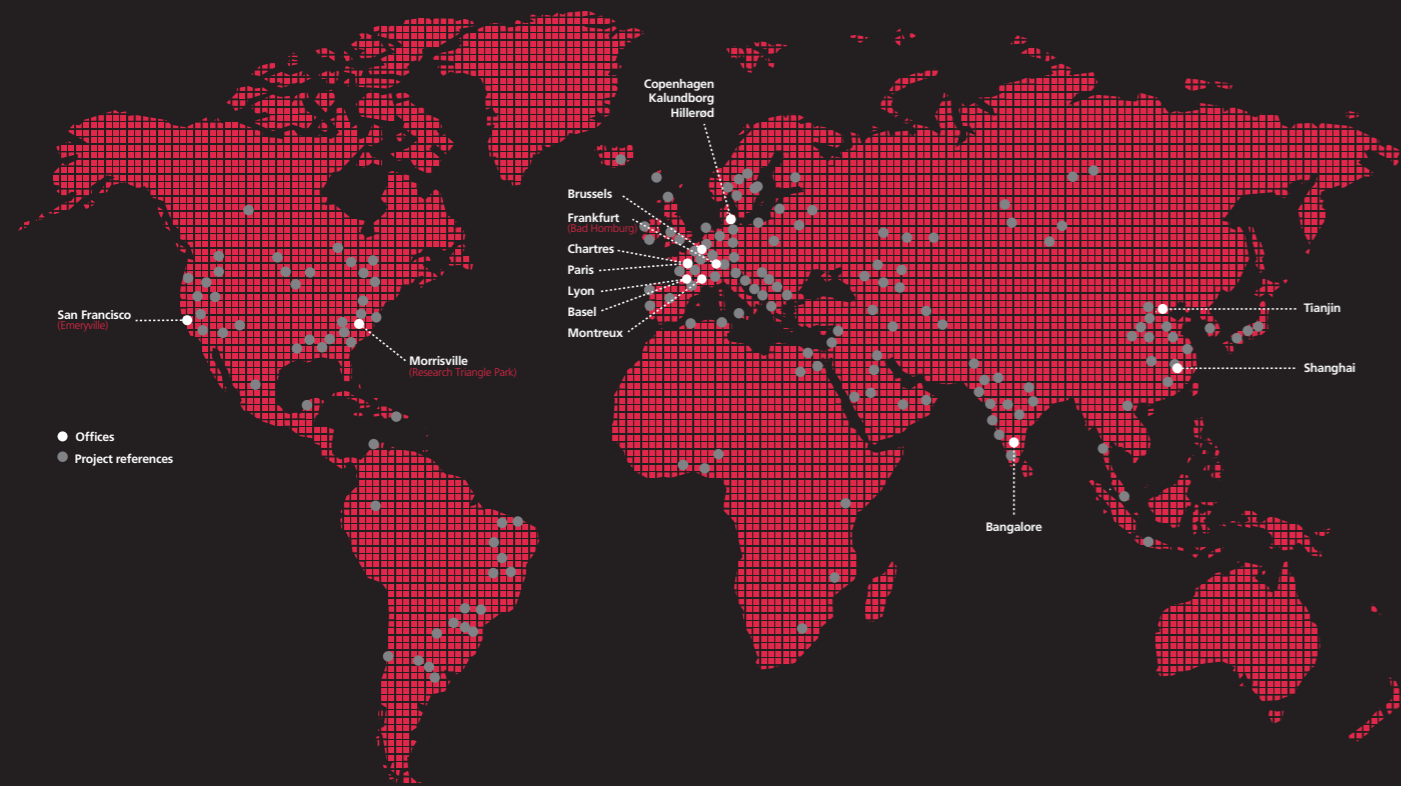 Copenhagen
Kalundborg
Hillerød
Brussels
Frankfurt
(Bad Homburg)
Chartres
Paris
Lyon
Basel
Montreux
San Francisco
(Emeryville)
Morrisville
(Research Triangle Park)
Tianjin
Shanghai
Bangalore
Offices
Project references